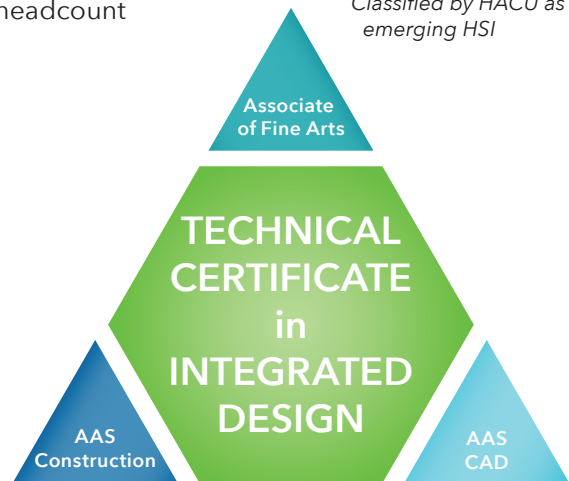 headcount
Classified by HACU as
emerging HSI
Associate
of Fine Arts
TECHNICAL
CERTIFICATE
in
INTEGRATED
DESIGN
AAS
Construction
AAS
CAD